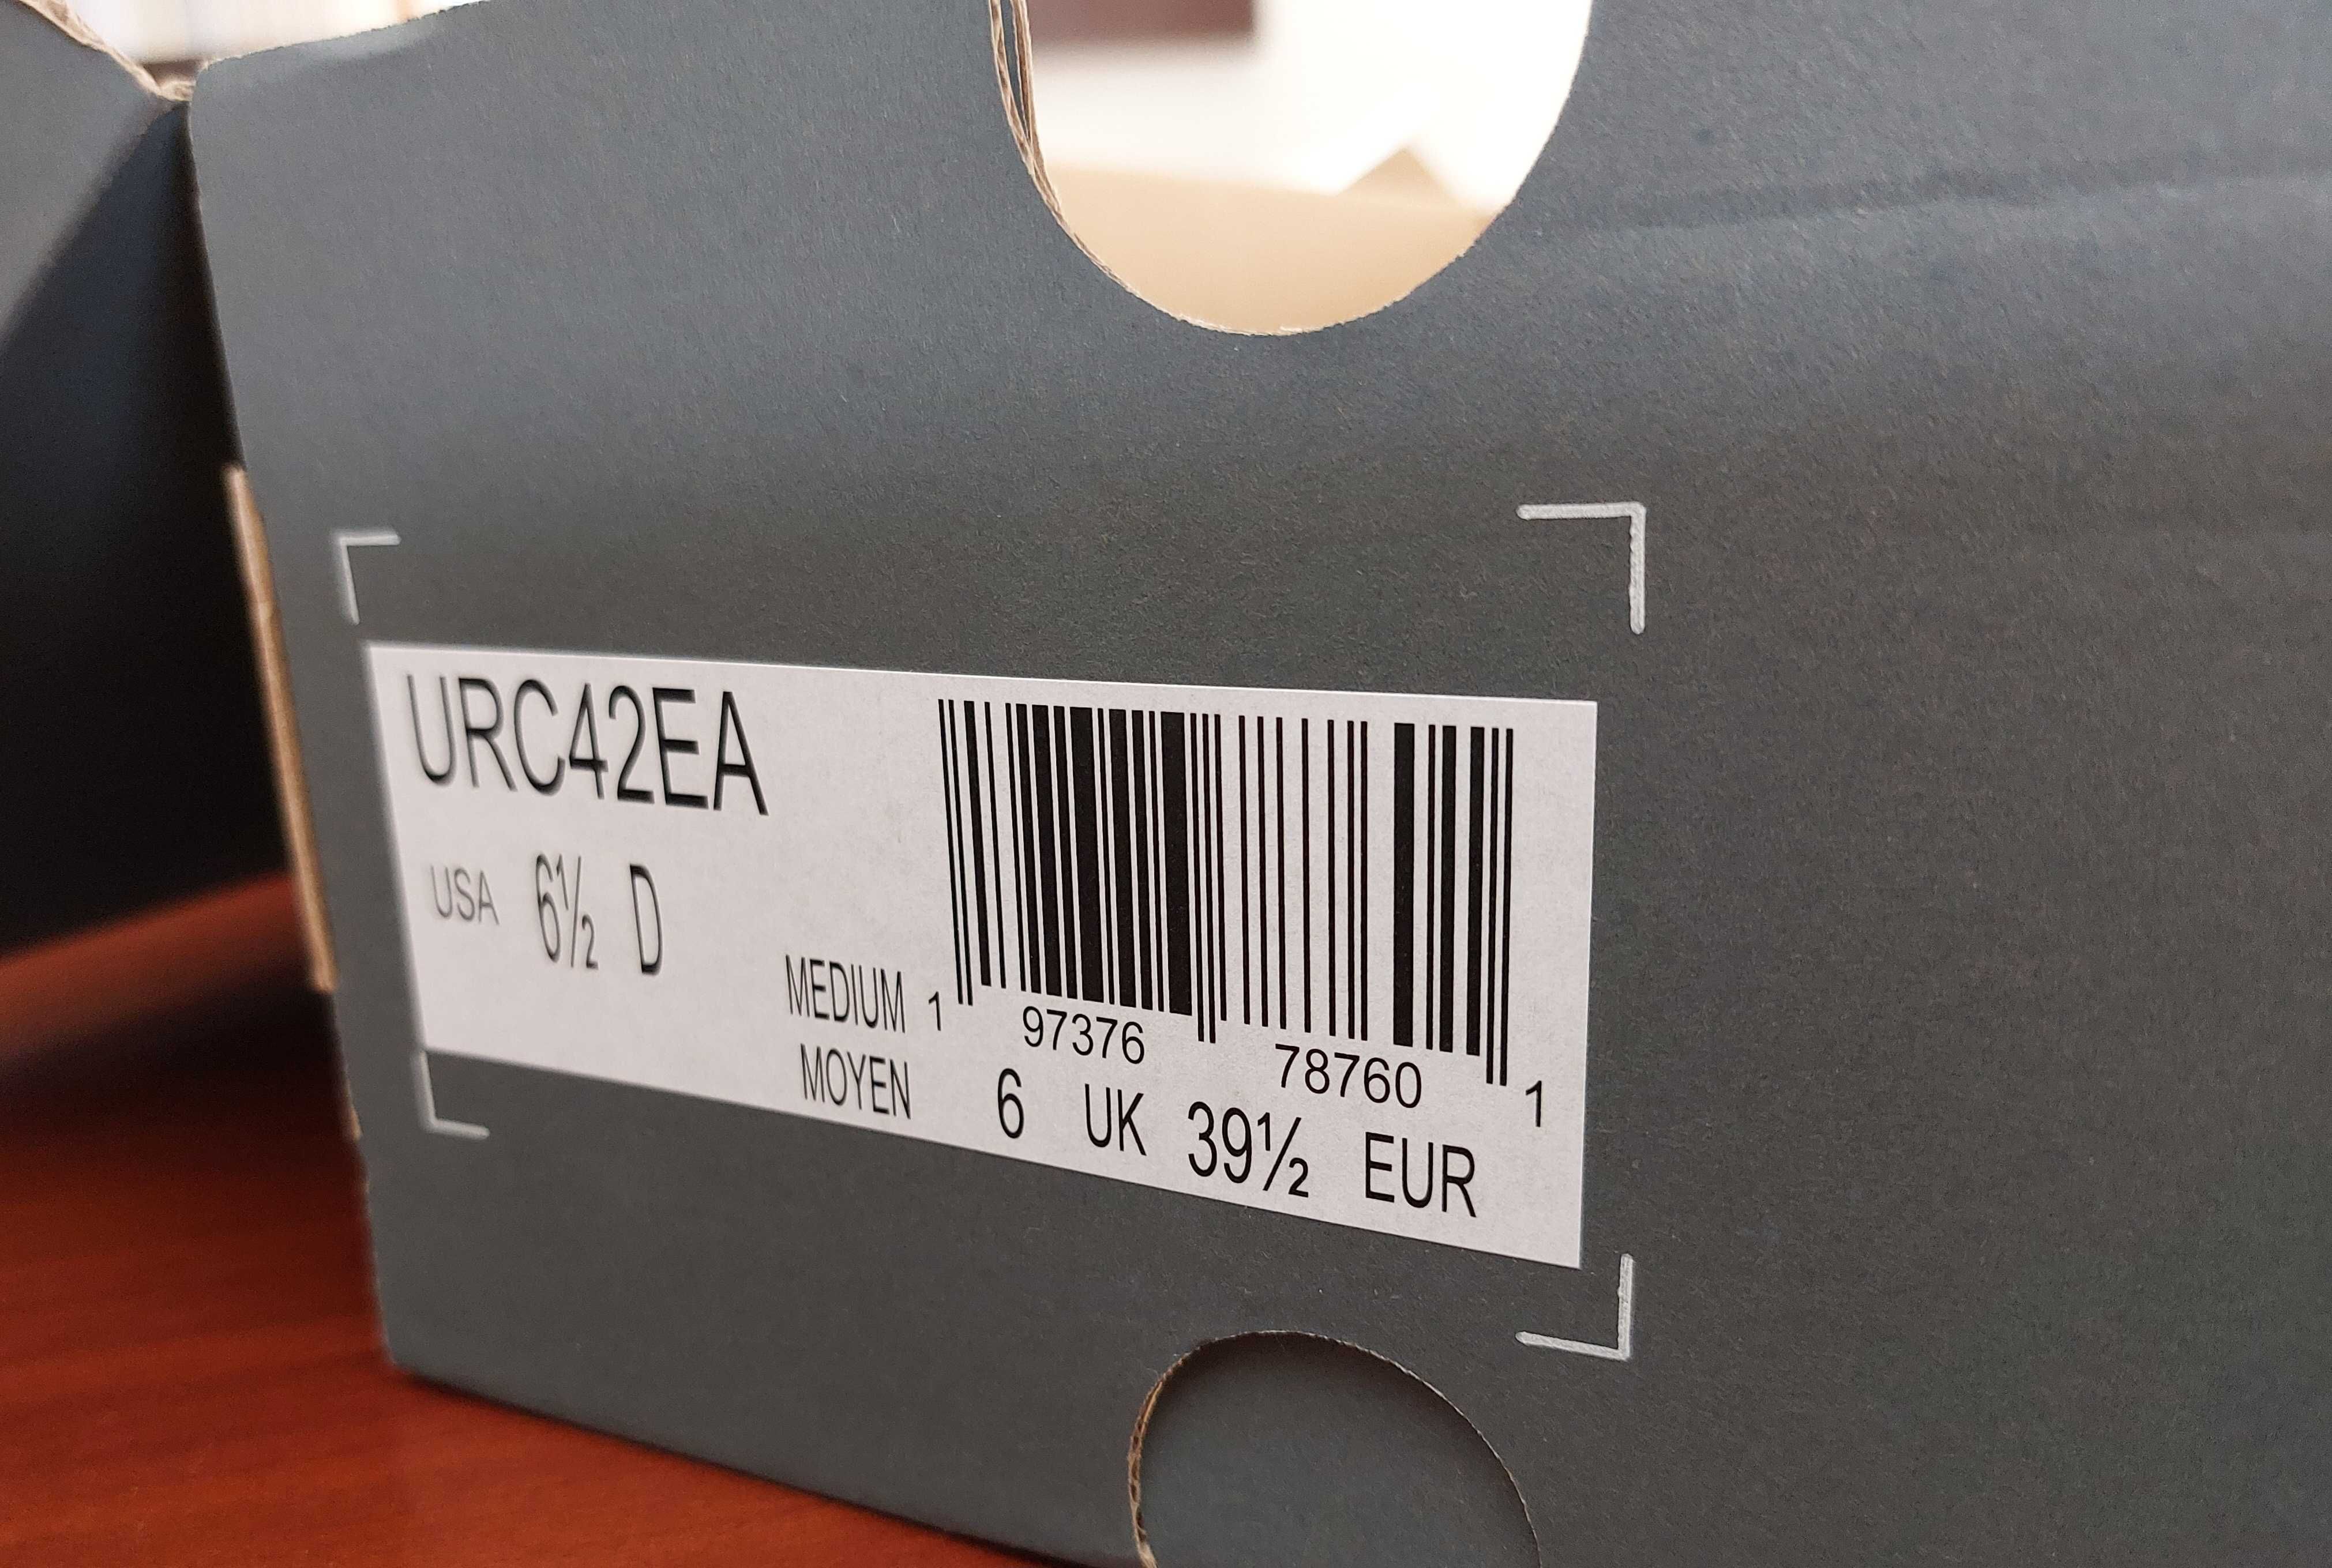 URC42EA
USA 6½ D
MEDIUM
MOYEN
1 97376 78760 1
6 UK 39½ EUR